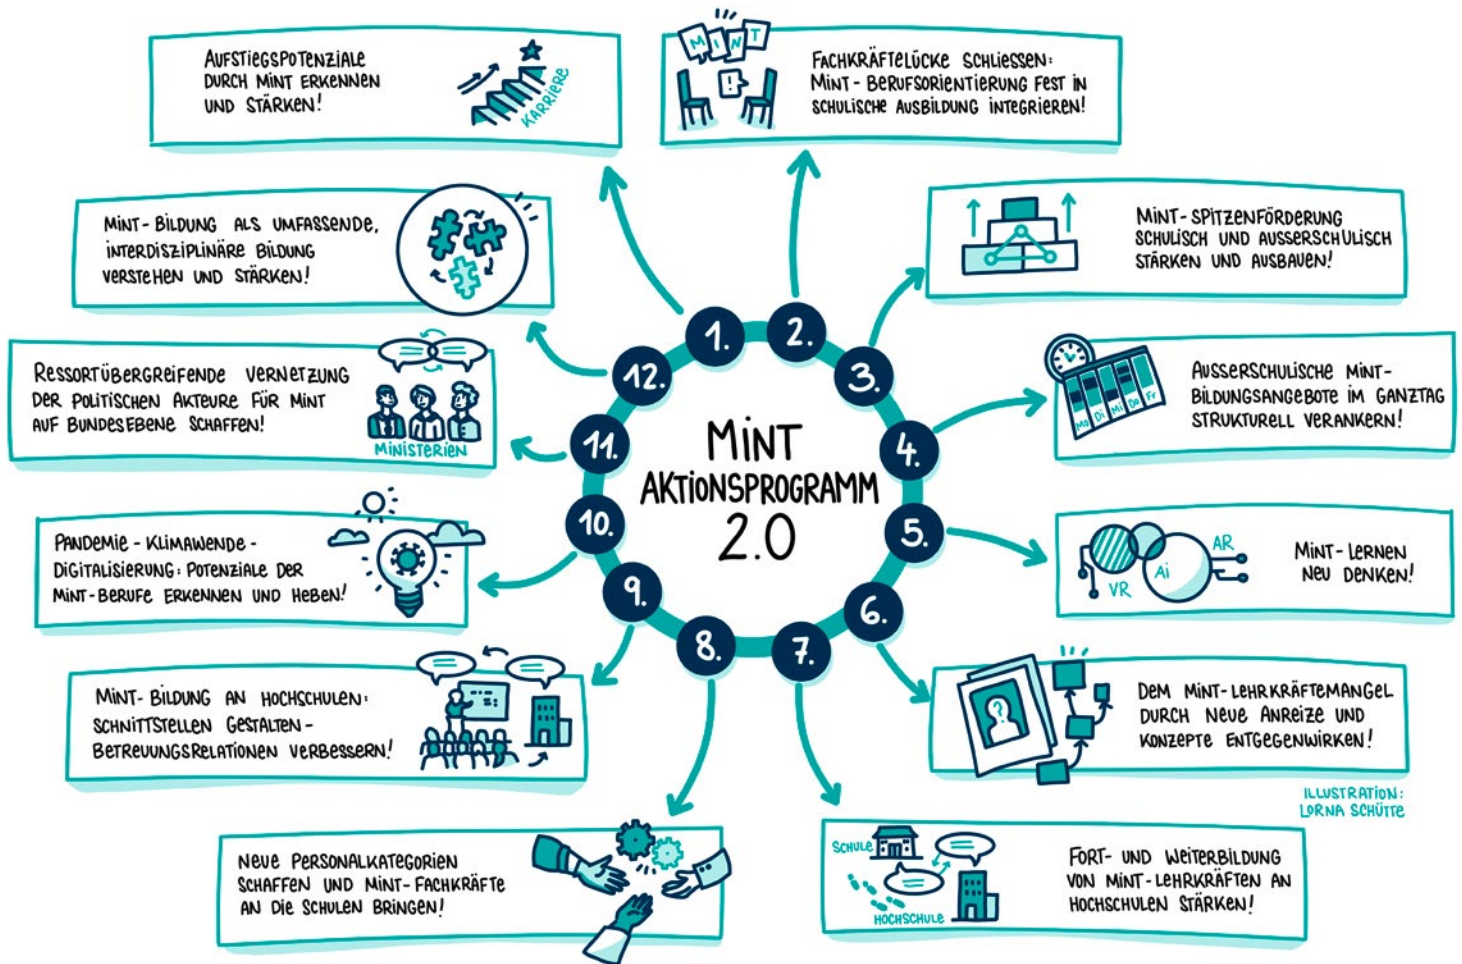 MINT
AKTIONSPROGRAMM
2.0
1.
AUFSTIEGSPOTENZIALE
DURCH MINT ERKENNEN
UND STÄRKEN!
KARRIERE
2.
MINT
FACHKRÄFTELÜCKE SCHLIESSEN:
MINT-BERUFSORIENTIERUNG FEST IN
SCHULISCHE AUSBILDUNG INTEGRIEREN!
3.
MINT-SPITZENFÖRDERUNG
SCHULISCH UND AUSSERSCHULISCH
STÄRKEN UND AUSBAUEN!
4.
Mo Di Mi Do Fr
AUSSERSCHULISCHE MINT-
BILDUNGSANGEBOTE IM GANZTAG
STRUKTURELL VERANKERN!
5.
VR Ai AR
MINT-LERNEN
NEU DENKEN!
6.
?
DEM MINT-LEHRKRÄFTEMANGEL
DURCH NEUE ANREIZE UND
KONZEPTE ENTGEGENWIRKEN!
ILLUSTRATION:
LORNA SCHÜTTE
7.
SCHULE
HOCHSCHULE
FORT- UND WEITERBILDUNG
VON MINT-LEHRKRÄFTEN AN
HOCHSCHULEN STÄRKEN!
8.
NEUE PERSONALKATEGORIEN
SCHAFFEN UND MINT-FACHKRÄFTE
AN DIE SCHULEN BRINGEN!
9.
MINT-BILDUNG AN HOCHSCHULEN:
SCHNITTSTELLEN GESTALTEN -
BETREUUNGSRELATIONEN VERBESSERN!
10.
PANDEMIE - KLIMAWENDE -
DIGITALISIERUNG: POTENZIALE DER
MINT-BERUFE ERKENNEN UND HEBEN!
11.
RESSORTÜBERGREIFENDE VERNETZUNG
DER POLITISCHEN AKTEURE FÜR MINT
AUF BUNDESEBENE SCHAFFEN!
MINISTERIEN
12.
MINT-BILDUNG ALS UMFASSENDE,
INTERDISZIPLINÄRE BILDUNG
VERSTEHEN UND STÄRKEN!